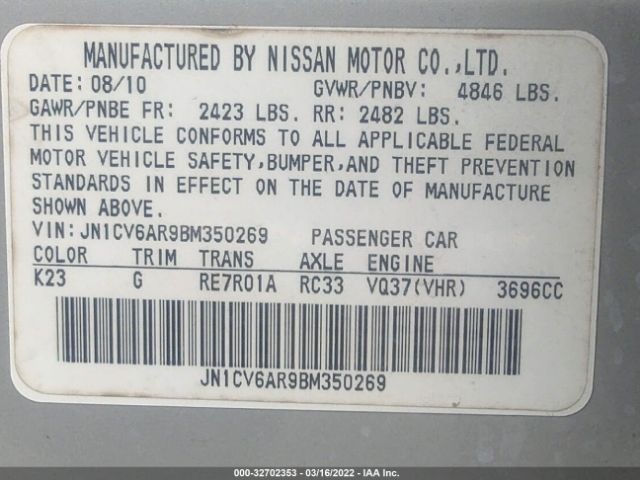 MANUFACTURED BY NISSAN MOTOR CO.,LTD.
DATE: 08/10 GVWR/PNBV: 4846 LBS.
GAWR/PNBE FR: 2423 LBS. RR: 2482 LBS.
THIS VEHICLE CONFORMS TO ALL APPLICABLE FEDERAL
MOTOR VEHICLE SAFETY,BUMPER,AND THEFT PREVENTION
STANDARDS IN EFFECT ON THE DATE OF MANUFACTURE
SHOWN ABOVE.
VIN:JN1CV6AR9BM350269 PASSENGER CAR
COLOR TRIM TRANS AXLE ENGINE
K23 G RE7R01A RC33 VQ37(VHR) 3696CC
JN1CV6AR9BM350269
000-32702353 - 03/16/2022 - IAA Inc.